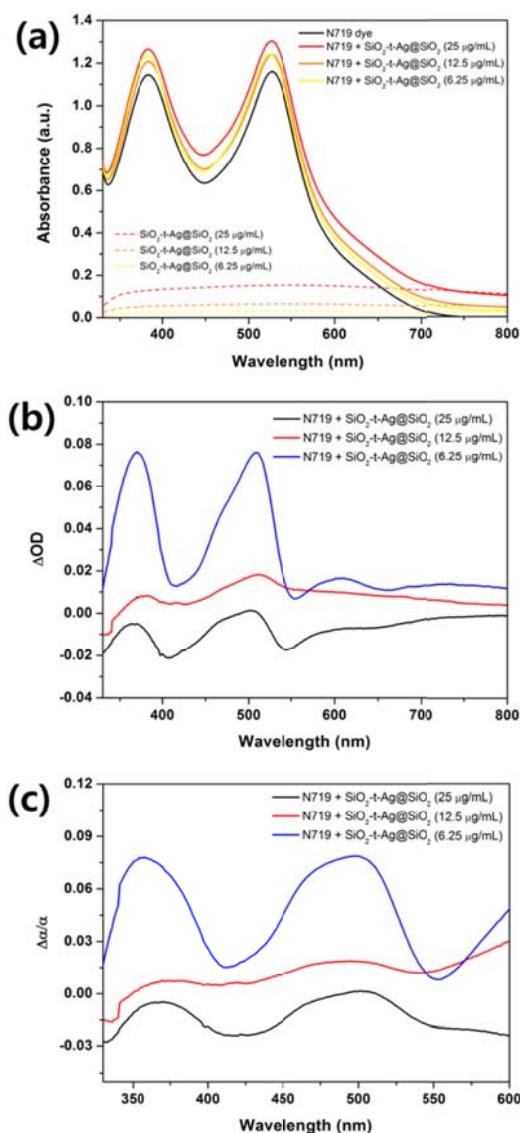 (a)
N719 dye
N719 + SiO₂-t-Ag@SiO₂ (25 μg/mL)
N719 + SiO₂-t-Ag@SiO₂ (12.5 μg/mL)
N719 + SiO₂-t-Ag@SiO₂ (6.25 μg/mL)
SiO₂-t-Ag@SiO₂ (25 μg/mL)
SiO₂-t-Ag@SiO₂ (12.5 μg/mL)
SiO₂-t-Ag@SiO₂ (6.25 μg/mL)
Absorbance (a.u.)
1.4
1.2
1.0
0.8
0.6
0.4
0.2
0.0
400 500 600 700 800
Wavelength (nm)
(b)
N719 + SiO₂-t-Ag@SiO₂ (25 μg/mL)
N719 + SiO₂-t-Ag@SiO₂ (12.5 μg/mL)
N719 + SiO₂-t-Ag@SiO₂ (6.25 μg/mL)
ΔOD
0.10
0.08
0.06
0.04
0.02
0.00
-0.02
-0.04
400 500 600 700 800
Wavelength (nm)
(c)
N719 + SiO₂-t-Ag@SiO₂ (25 μg/mL)
N719 + SiO₂-t-Ag@SiO₂ (12.5 μg/mL)
N719 + SiO₂-t-Ag@SiO₂ (6.25 μg/mL)
Δα/α
0.12
0.09
0.06
0.03
0.00
-0.03
350 400 450 500 550 600
Wavelength (nm)